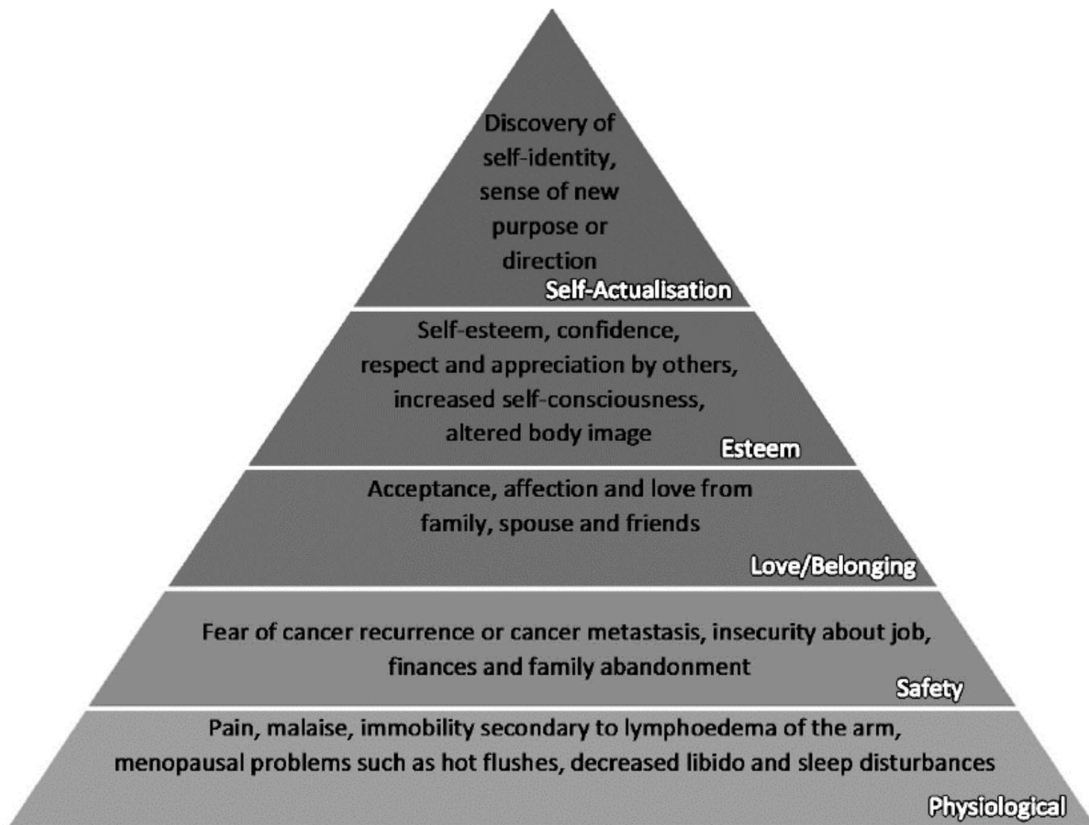 Discovery of
self-identity,
sense of new
purpose or
direction
Self-Actualisation
Self-esteem, confidence,
respect and appreciation by others,
increased self-consciousness,
altered body image
Esteem
Acceptance, affection and love from
family, spouse and friends
Love/Belonging
Fear of cancer recurrence or cancer metastasis, insecurity about job,
finances and family abandonment
Safety
Pain, malaise, immobility secondary to lymphoedema of the arm,
menopausal problems such as hot flushes, decreased libido and sleep disturbances
Physiological